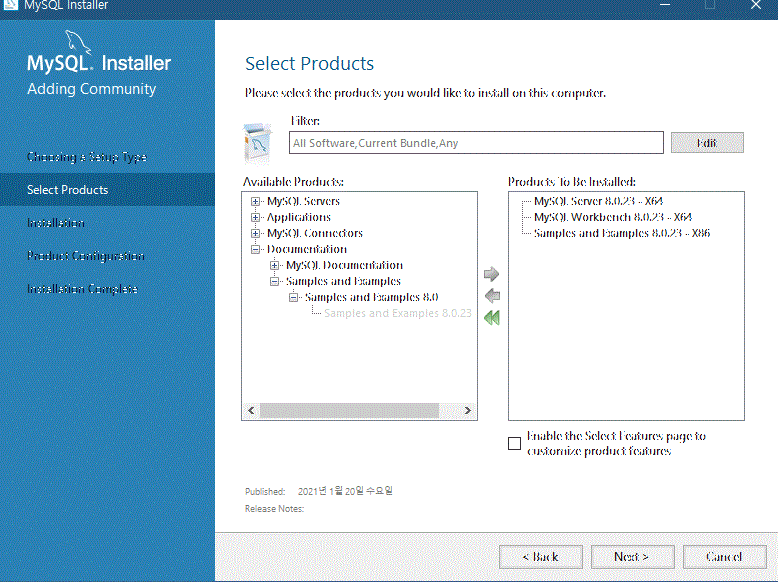 MySQL Installer
MySQL. Installer
Adding Community
Choosing a Setup Type
Select Products
Installation
Product Configuration
Installation Complete
Select Products
Please select the products you would like to install on this computer.
Filter:
All Software,Current Bundle,Any
Edit
Available Products:
MySQL Servers
Applications
MySQL Connectors
Documentation
MySQL Documentation
Samples and Examples
Samples and Examples 8.0
Samples and Examples 8.0.23
Products To Be Installed:
MySQL Server 8.0.23 - X64
MySQL Workbench 8.0.23 - X64
Samples and Examples 8.0.23 - X86
Enable the Select Features page to
customize product features
Published: 2021년 1월 20일 수요일
Release Notes:
< Back
Next >
Cancel